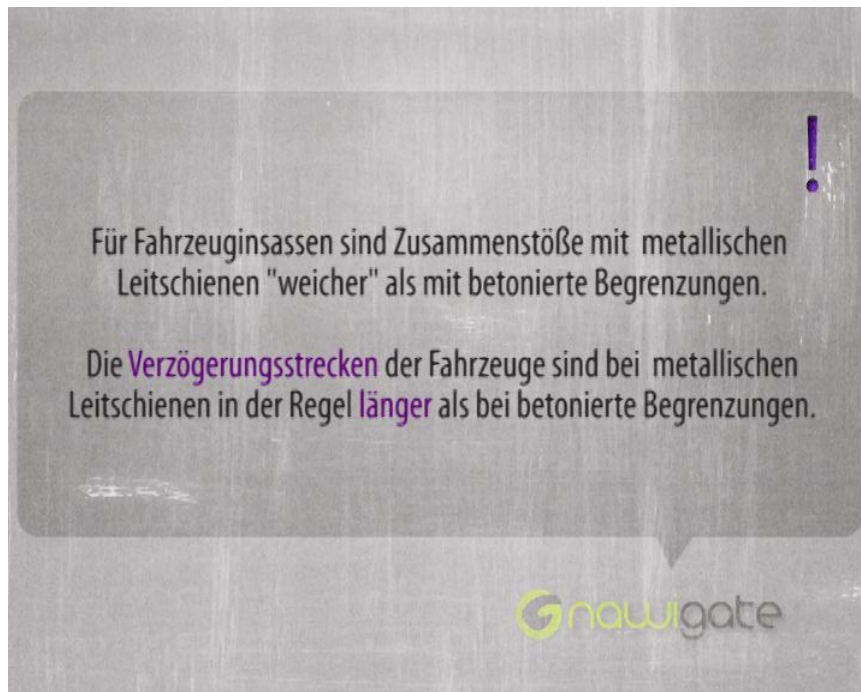 !
Für Fahrzeuginsassen sind Zusammenstöße mit metallischen
Leitschienen "weicher" als mit betonierte Begrenzungen.
Die Verzögerungsstrecken der Fahrzeuge sind bei metallischen
Leitschienen in der Regel länger als bei betonierte Begrenzungen.
Gnawigate